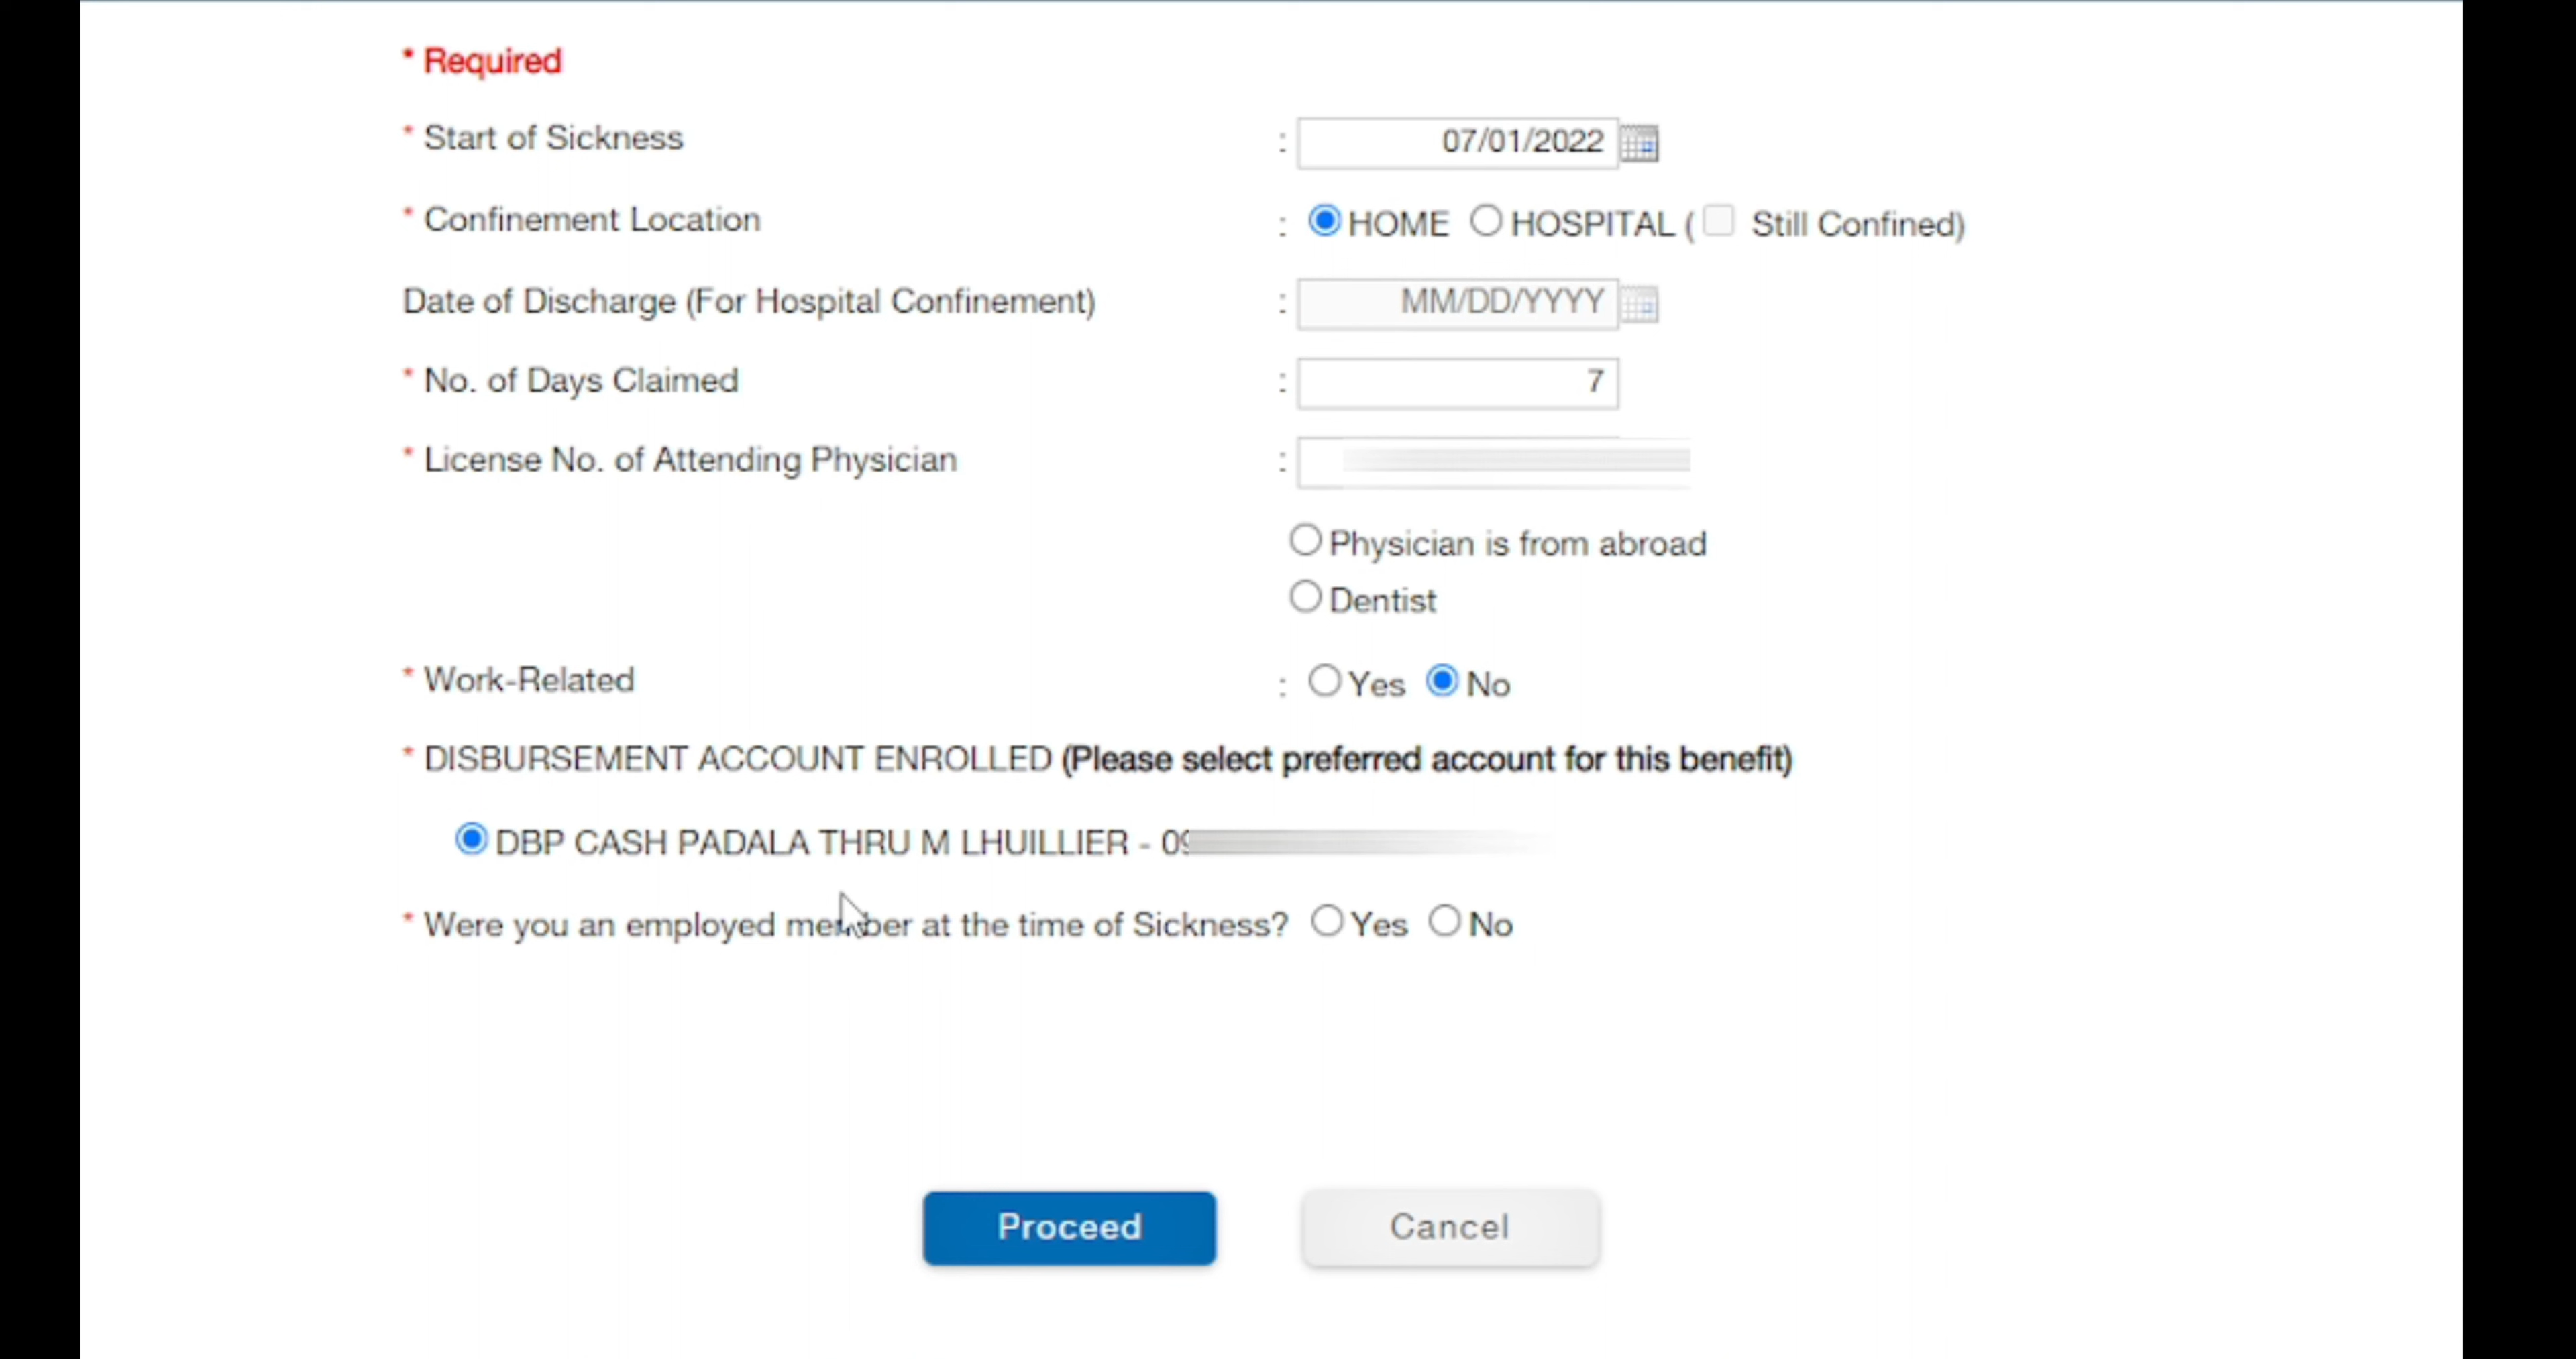 * Required
* Start of Sickness : 07/01/2022
* Confinement Location : HOME HOSPITAL ( Still Confined)
Date of Discharge (For Hospital Confinement) : MM/DD/YYYY
* No. of Days Claimed : 7
* License No. of Attending Physician :
Physician is from abroad
Dentist
* Work-Related : Yes No
* DISBURSEMENT ACCOUNT ENROLLED (Please select preferred account for this benefit)
DBP CASH PADALA THRU M LHUILLIER - 09
* Were you an employed member at the time of Sickness? Yes No
Proceed Cancel